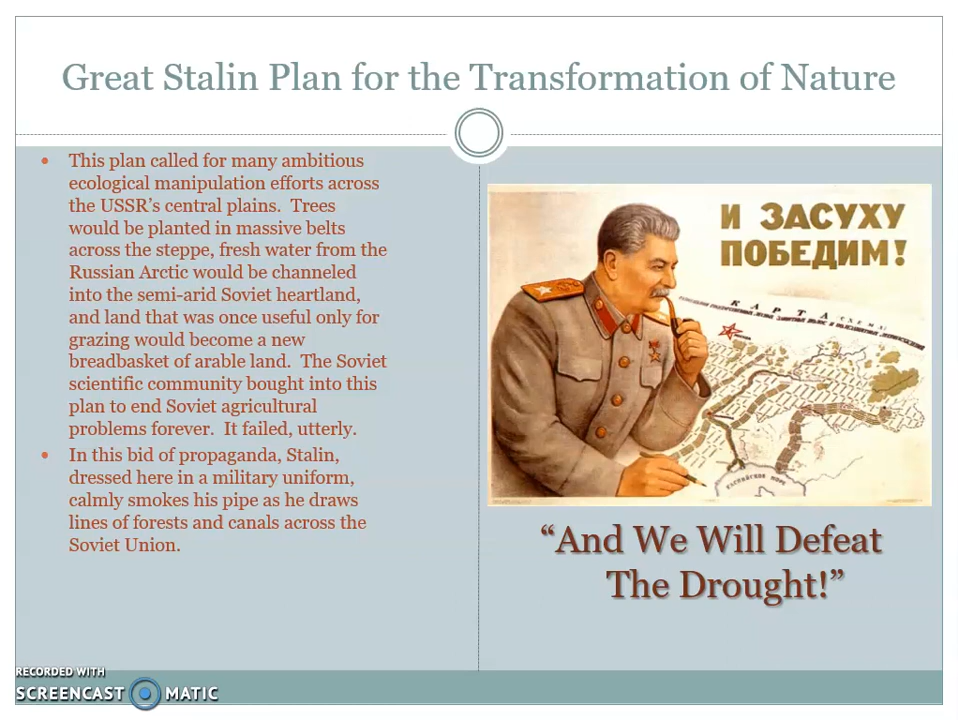 Great Stalin Plan for the Transformation of Nature
This plan called for many ambitious
ecological manipulation efforts across
the USSR's central plains.  Trees
would be planted in massive belts
across the steppe, fresh water from the
Russian Arctic would be channeled
into the semi-arid Soviet heartland,
and land that was once useful only for
grazing would become a new
breadbasket of arable land.  The Soviet
scientific community bought into this
plan to end Soviet agricultural
problems forever.  It failed, utterly.
In this bid of propaganda, Stalin,
dressed here in a military uniform,
calmly smokes his pipe as he draws
lines of forests and canals across the
Soviet Union.
И ЗАСУХУ
ПОБЕДИМ!
КАРТА
“And We Will Defeat
The Drought!”
RECORDED WITH
SCREENCAST MATIC